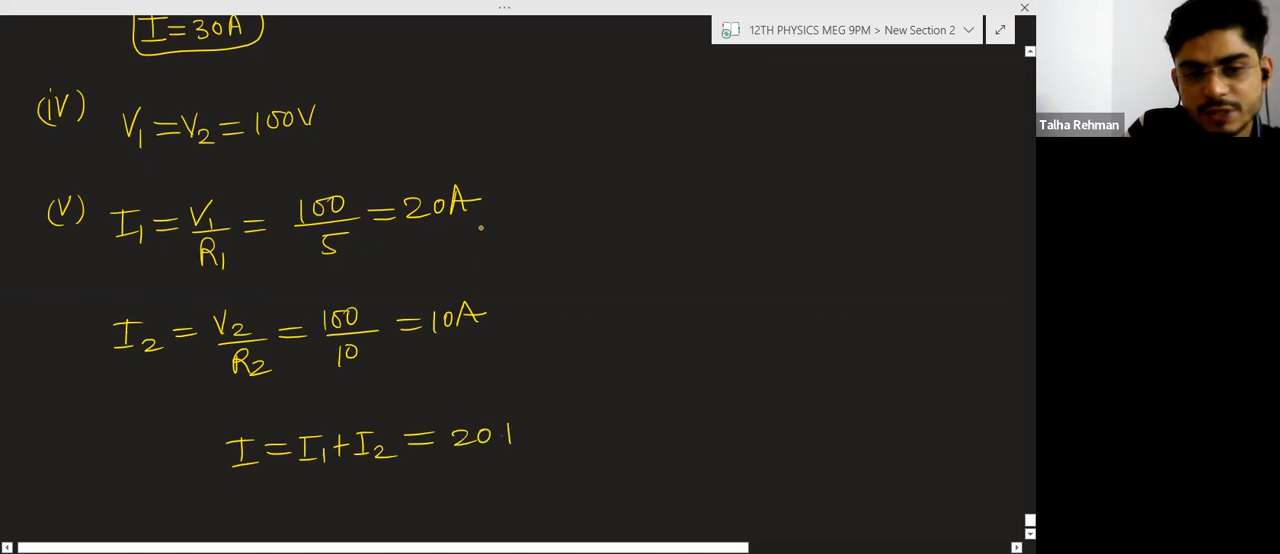 I = 30A
12TH PHYSICS MEG 9PM > New Section 2
(iv) V₁ = V₂ = 100V
Talha Rehman
(v) I₁ = V₁/R₁ = 100/5 = 20A
I₂ = V₂/R₂ = 100/10 = 10A
I = I₁ + I₂ = 20